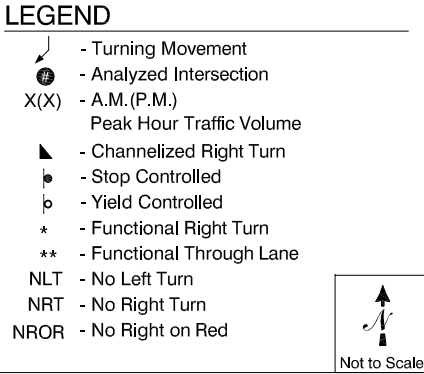 LEGEND
- Turning Movement
# - Analyzed Intersection
X(X) - A.M.(P.M.)
Peak Hour Traffic Volume
- Channelized Right Turn
- Stop Controlled
- Yield Controlled
* - Functional Right Turn
** - Functional Through Lane
NLT - No Left Turn
NRT - No Right Turn
NROR - No Right on Red
N
Not to Scale